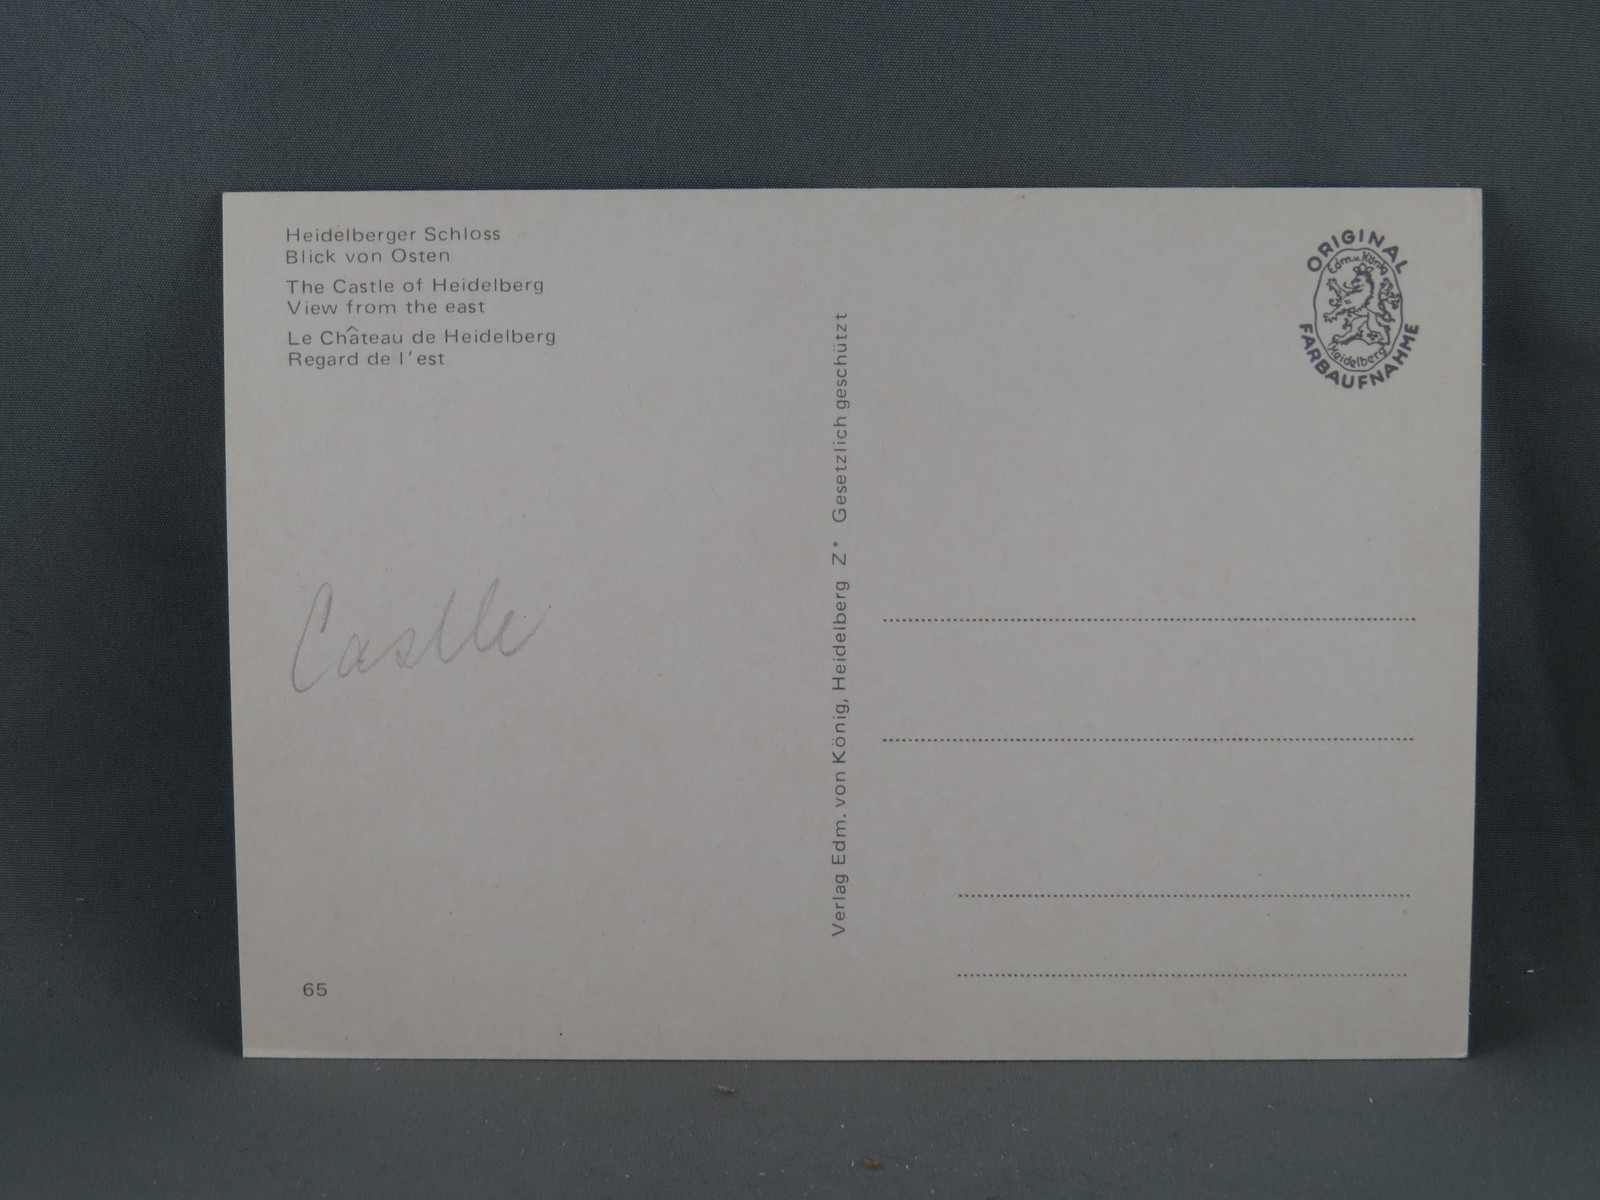 Heidelberger Schloss
Blick von Osten
The Castle of Heidelberg
View from the east
Le Château de Heidelberg
Regard de l'est
Castle
65
Verlag Edm. von König, Heidelberg Z* Gesetzlich geschützt
ORIGINAL
Edm. v. König
Heidelberg
FARBAUFNAHME